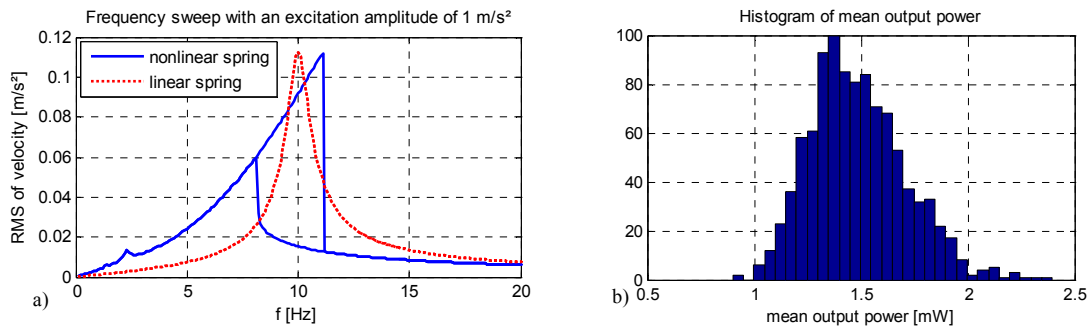 Frequency sweep with an excitation amplitude of 1 m/s²
0.12
0.1
0.08
0.06
0.04
0.02
0
RMS of velocity [m/s²]
nonlinear spring
linear spring
0
5
10
15
20
f [Hz]
a)
Histogram of mean output power
100
80
60
40
20
0
0.5
1
1.5
2
2.5
mean output power [mW]
b)